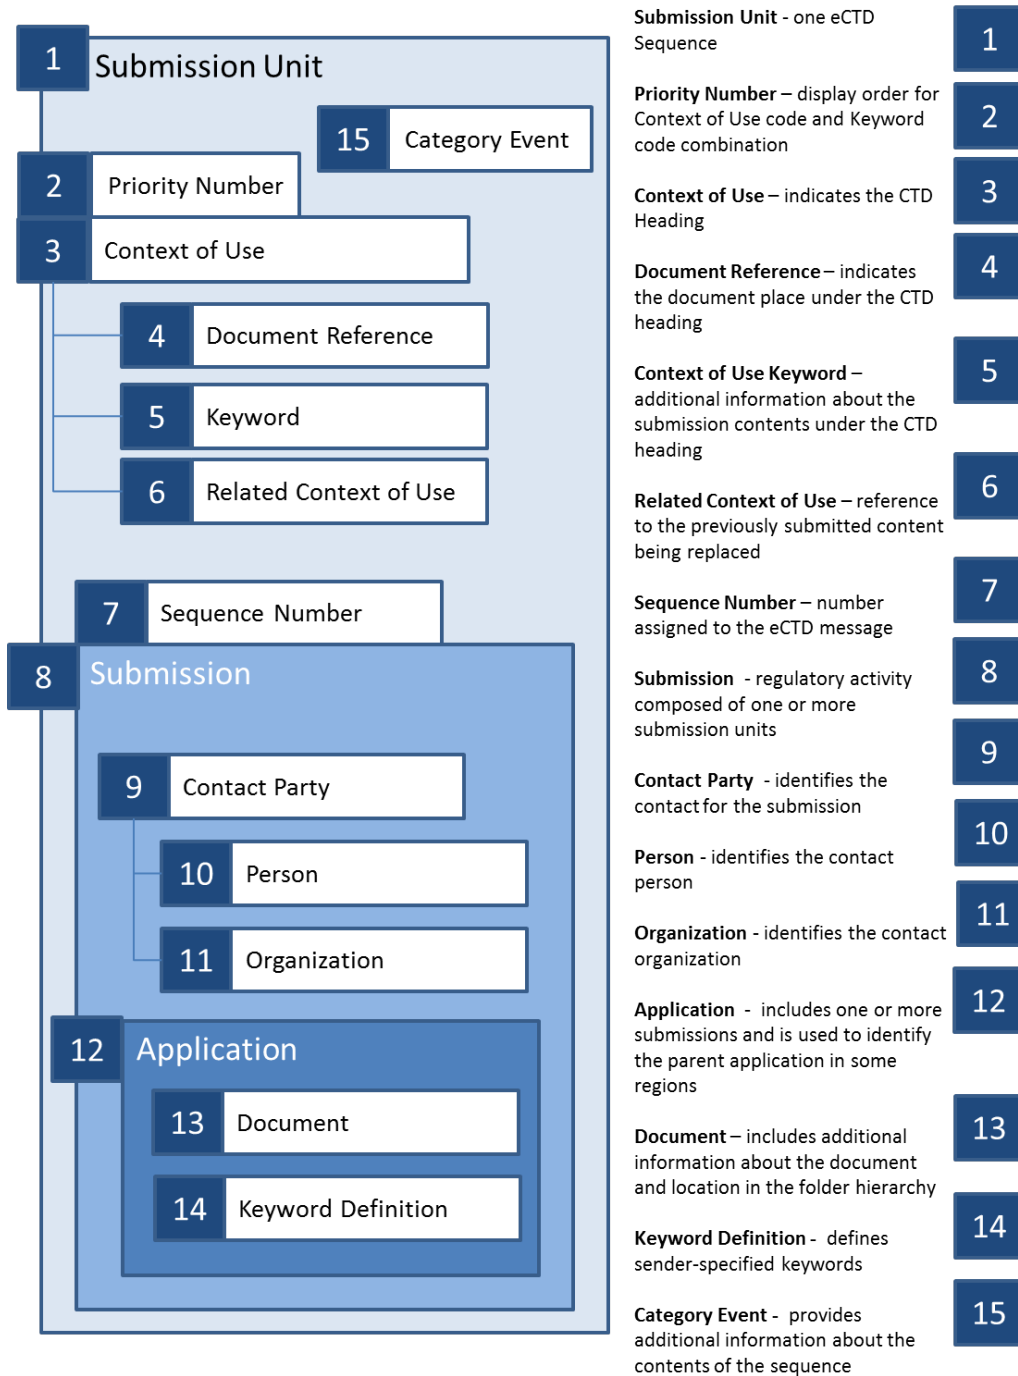 1
Submission Unit
15
Category Event
2
Priority Number
3
Context of Use
4
Document Reference
5
Keyword
6
Related Context of Use
7
Sequence Number
8
Submission
9
Contact Party
10
Person
11
Organization
12
Application
13
Document
14
Keyword Definition
Submission Unit - one eCTD
Sequence
1
Priority Number – display order for
Context of Use code and Keyword
code combination
2
Context of Use – indicates the CTD
Heading
3
Document Reference – indicates
the document place under the CTD
heading
4
Context of Use Keyword –
additional information about the
submission contents under the CTD
heading
5
Related Context of Use – reference
to the previously submitted content
being replaced
6
Sequence Number – number
assigned to the eCTD message
7
Submission - regulatory activity
composed of one or more
submission units
8
Contact Party - identifies the
contact for the submission
9
Person - identifies the contact
person
10
Organization - identifies the contact
organization
11
Application - includes one or more
submissions and is used to identify
the parent application in some
regions
12
Document – includes additional
information about the document
and location in the folder hierarchy
13
Keyword Definition - defines
sender-specified keywords
14
Category Event - provides
additional information about the
contents of the sequence
15